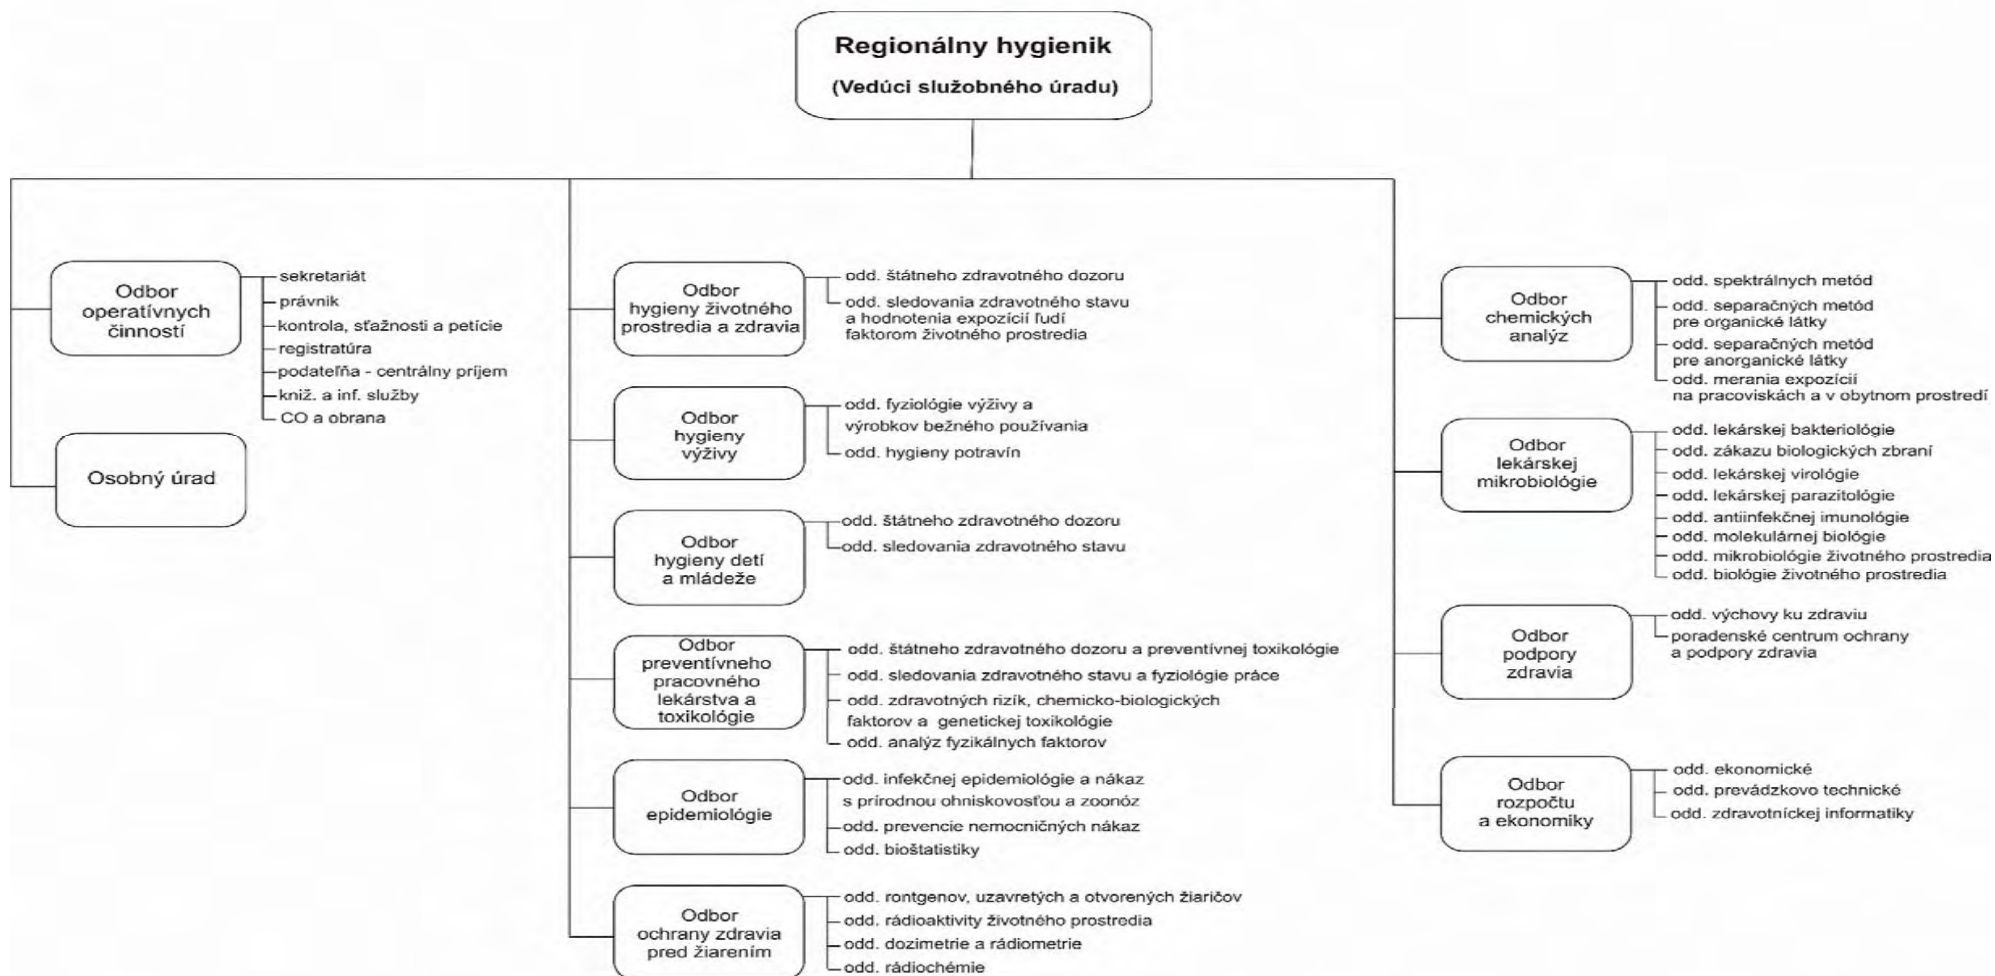 Regionálny hygienik
(Vedúci služobného úradu)
Odbor
operatívnych
činností
sekretariát
právnik
kontrola, sťažnosti a petície
registratúra
podateľňa - centrálny príjem
kniž. a inf. služby
CO a obrana
Osobný úrad
Odbor
hygieny životného
prostredia a zdravia
odd. štátneho zdravotného dozoru
odd. sledovania zdravotného stavu
a hodnotenia expozícií ľudí
faktorom životného prostredia
Odbor
hygieny
výživy
odd. fyziológie výživy a
výrobkov bežného používania
odd. hygieny potravín
Odbor
hygieny detí
a mládeže
odd. štátneho zdravotného dozoru
odd. sledovania zdravotného stavu
Odbor
preventívneho
pracovného
lekárstva a
toxikológie
odd. štátneho zdravotného dozoru a preventívnej toxikológie
odd. sledovania zdravotného stavu a fyziológie práce
odd. zdravotných rizík, chemicko-biologických
faktorov a genetickej toxikológie
odd. analýz fyzikálnych faktorov
Odbor
epidemiológie
odd. infekčnej epidemiológie a nákaz
s prírodnou ohniskovosťou a zoonóz
odd. prevencie nemocničných nákaz
odd. bioštatistiky
Odbor
ochrany zdravia
pred žiarením
odd. rontgenov, uzavretých a otvorených žiaričov
odd. rádioaktivity životného prostredia
odd. dozimetrie a rádiometrie
odd. rádiochémie
Odbor
chemických
analýz
odd. spektrálnych metód
odd. separačných metód
pre organické látky
odd. separačných metód
pre anorganické látky
odd. merania expozícií
na pracoviskách a v obytnom prostredí
Odbor
lekárskej
mikrobiológie
odd. lekárskej bakteriológie
odd. zákazu biologických zbraní
odd. lekárskej virológie
odd. lekárskej parazitológie
odd. antiinfekčnej imunológie
odd. molekulárnej biológie
odd. mikrobiológie životného prostredia
odd. biológie životného prostredia
Odbor
podpory
zdravia
odd. výchovy ku zdraviu
poradenské centrum ochrany
a podpory zdravia
Odbor
rozpočtu
a ekonomiky
odd. ekonomické
odd. prevádzkovo technické
odd. zdravotníckej informatiky